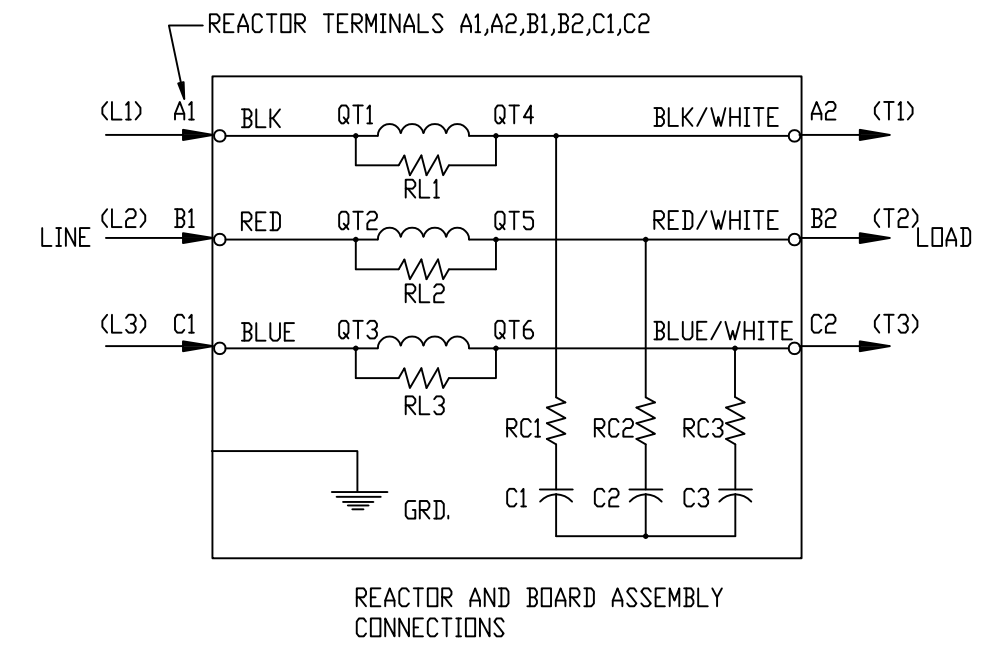 REACTOR TERMINALS A1,A2,B1,B2,C1,C2
(L1) A1 BLK QT1 QT4 BLK/WHITE A2 (T1)
RL1
(L2) B1 RED QT2 QT5 RED/WHITE B2 (T2)
LINE LOAD
RL2
(L3) C1 BLUE QT3 QT6 BLUE/WHITE C2 (T3)
RL3
RC1 RC2 RC3
C1 C2 C3
GRD.
REACTOR AND BOARD ASSEMBLY
CONNECTIONS